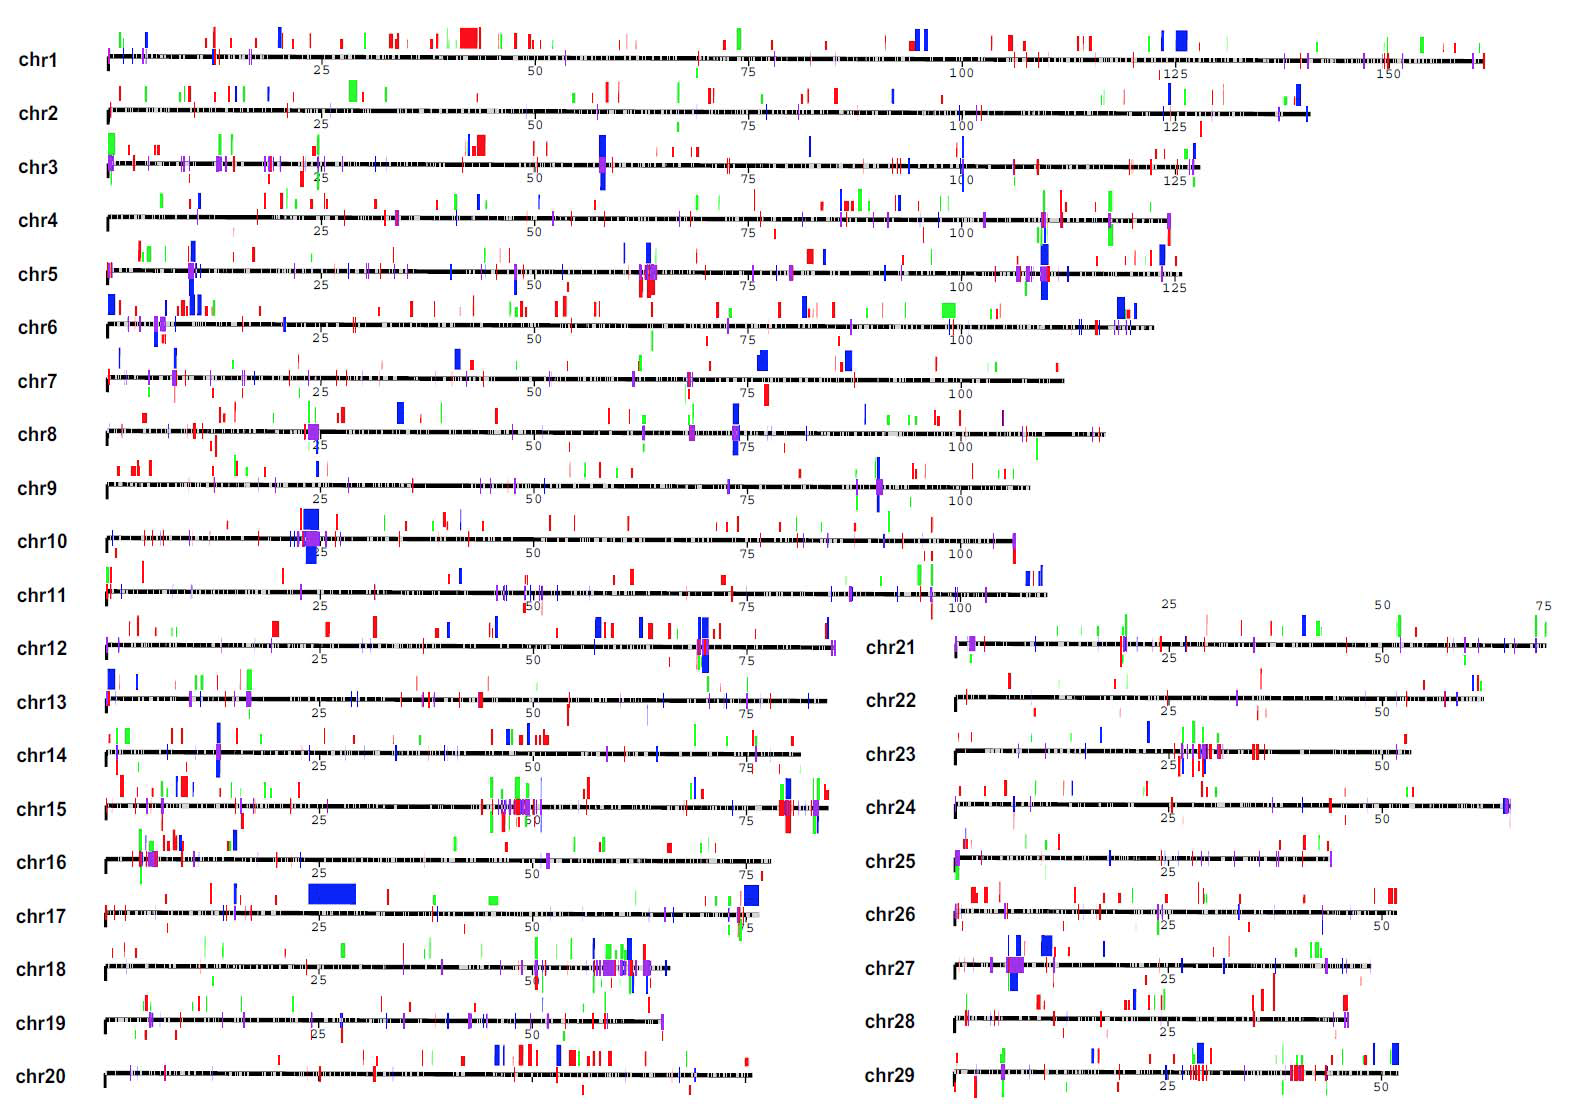 chr1 25 50 75 100 125 150
chr2 25 50 75 100 125
chr3 25 50 75 100 125
chr4 25 50 75 100
chr5 25 50 75 100 125
chr6 25 50 75 100
chr7 25 50 75 100
chr8 25 50 75 100
chr9 25 50 75 100
chr10 25 50 75 100
chr11 25 50 75 100
25 50 75
chr12 25 50 75 chr21 25 50
chr13 25 50 75 chr22 25 50
chr14 25 50 75 chr23 25 50
chr15 25 50 75 chr24 25 50
chr16 25 50 75 chr25 25
chr17 25 50 75 chr26 25 50
chr18 25 50 chr27 25
chr19 25 50 chr28 25
chr20 chr29 25 50